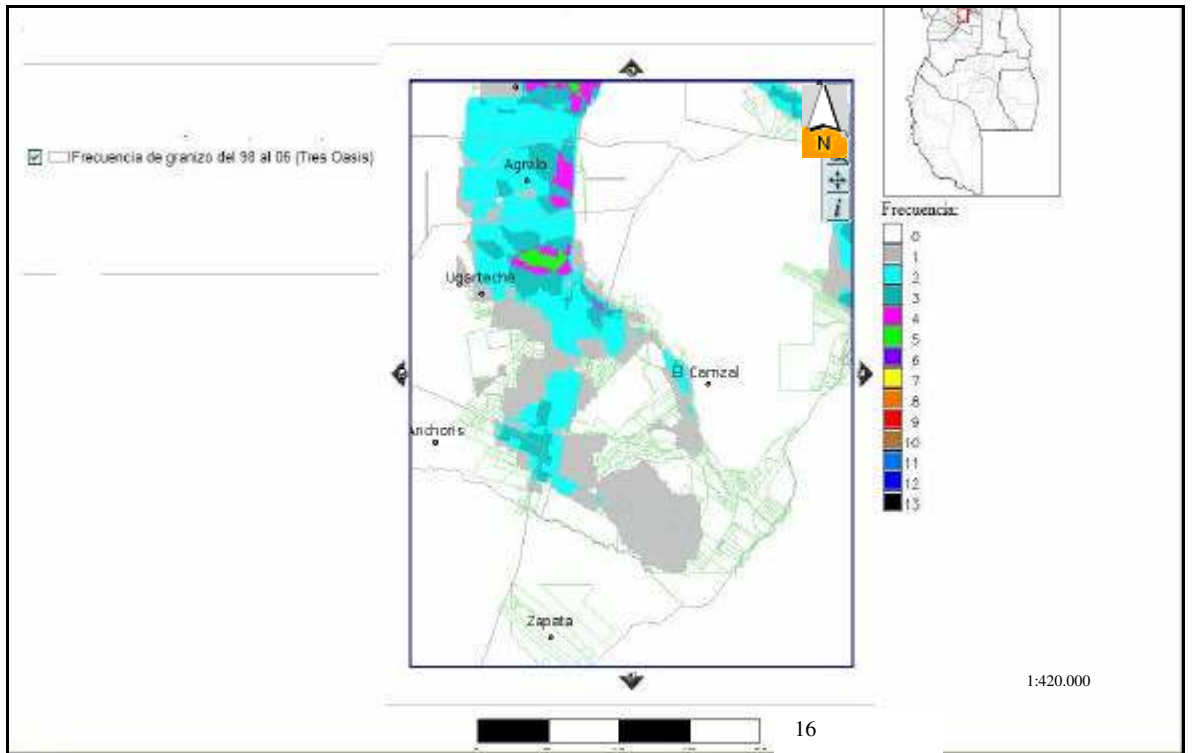 Frecuencia de granizo del 98 al 06 (Tres Oasis)
Agrelo
Ugarteche
El Carrizal
Anchoris
Zapata
N
i
Frecuencia:
0
1
2
3
4
5
6
7
8
9
10
11
12
13
1:420.000
16